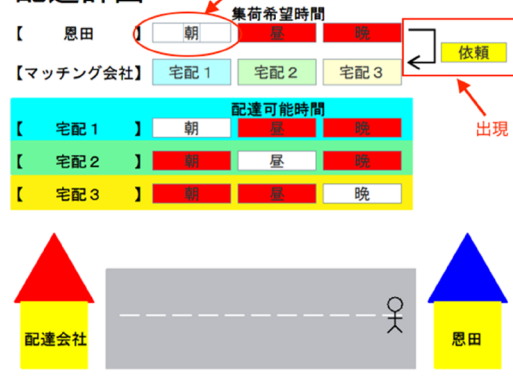 集荷希望時間
【 恩田 】 朝 昼 晩
依頼
【マッチング会社】 宅配1 宅配2 宅配3
出現
配達可能時間
【 宅配1 】 朝 昼 晩
【 宅配2 】 朝 昼 晩
【 宅配3 】 朝 昼 晩
配達会社
恩田